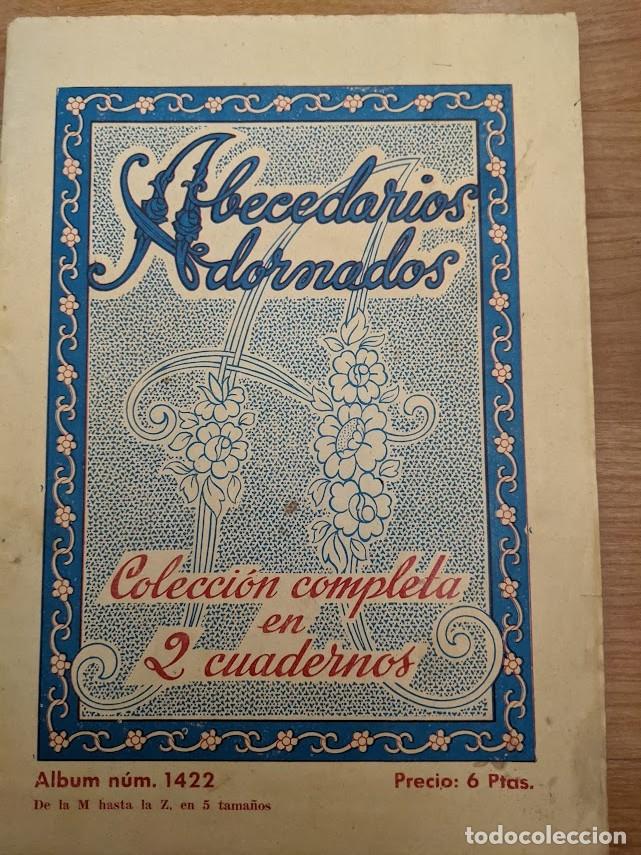 Abecedarios
Adornados
Colección completa
en
2 cuadernos
Album núm. 1422
Precio: 6 Ptas.
De la M hasta la Z, en 5 tamaños
todocoleccion.net